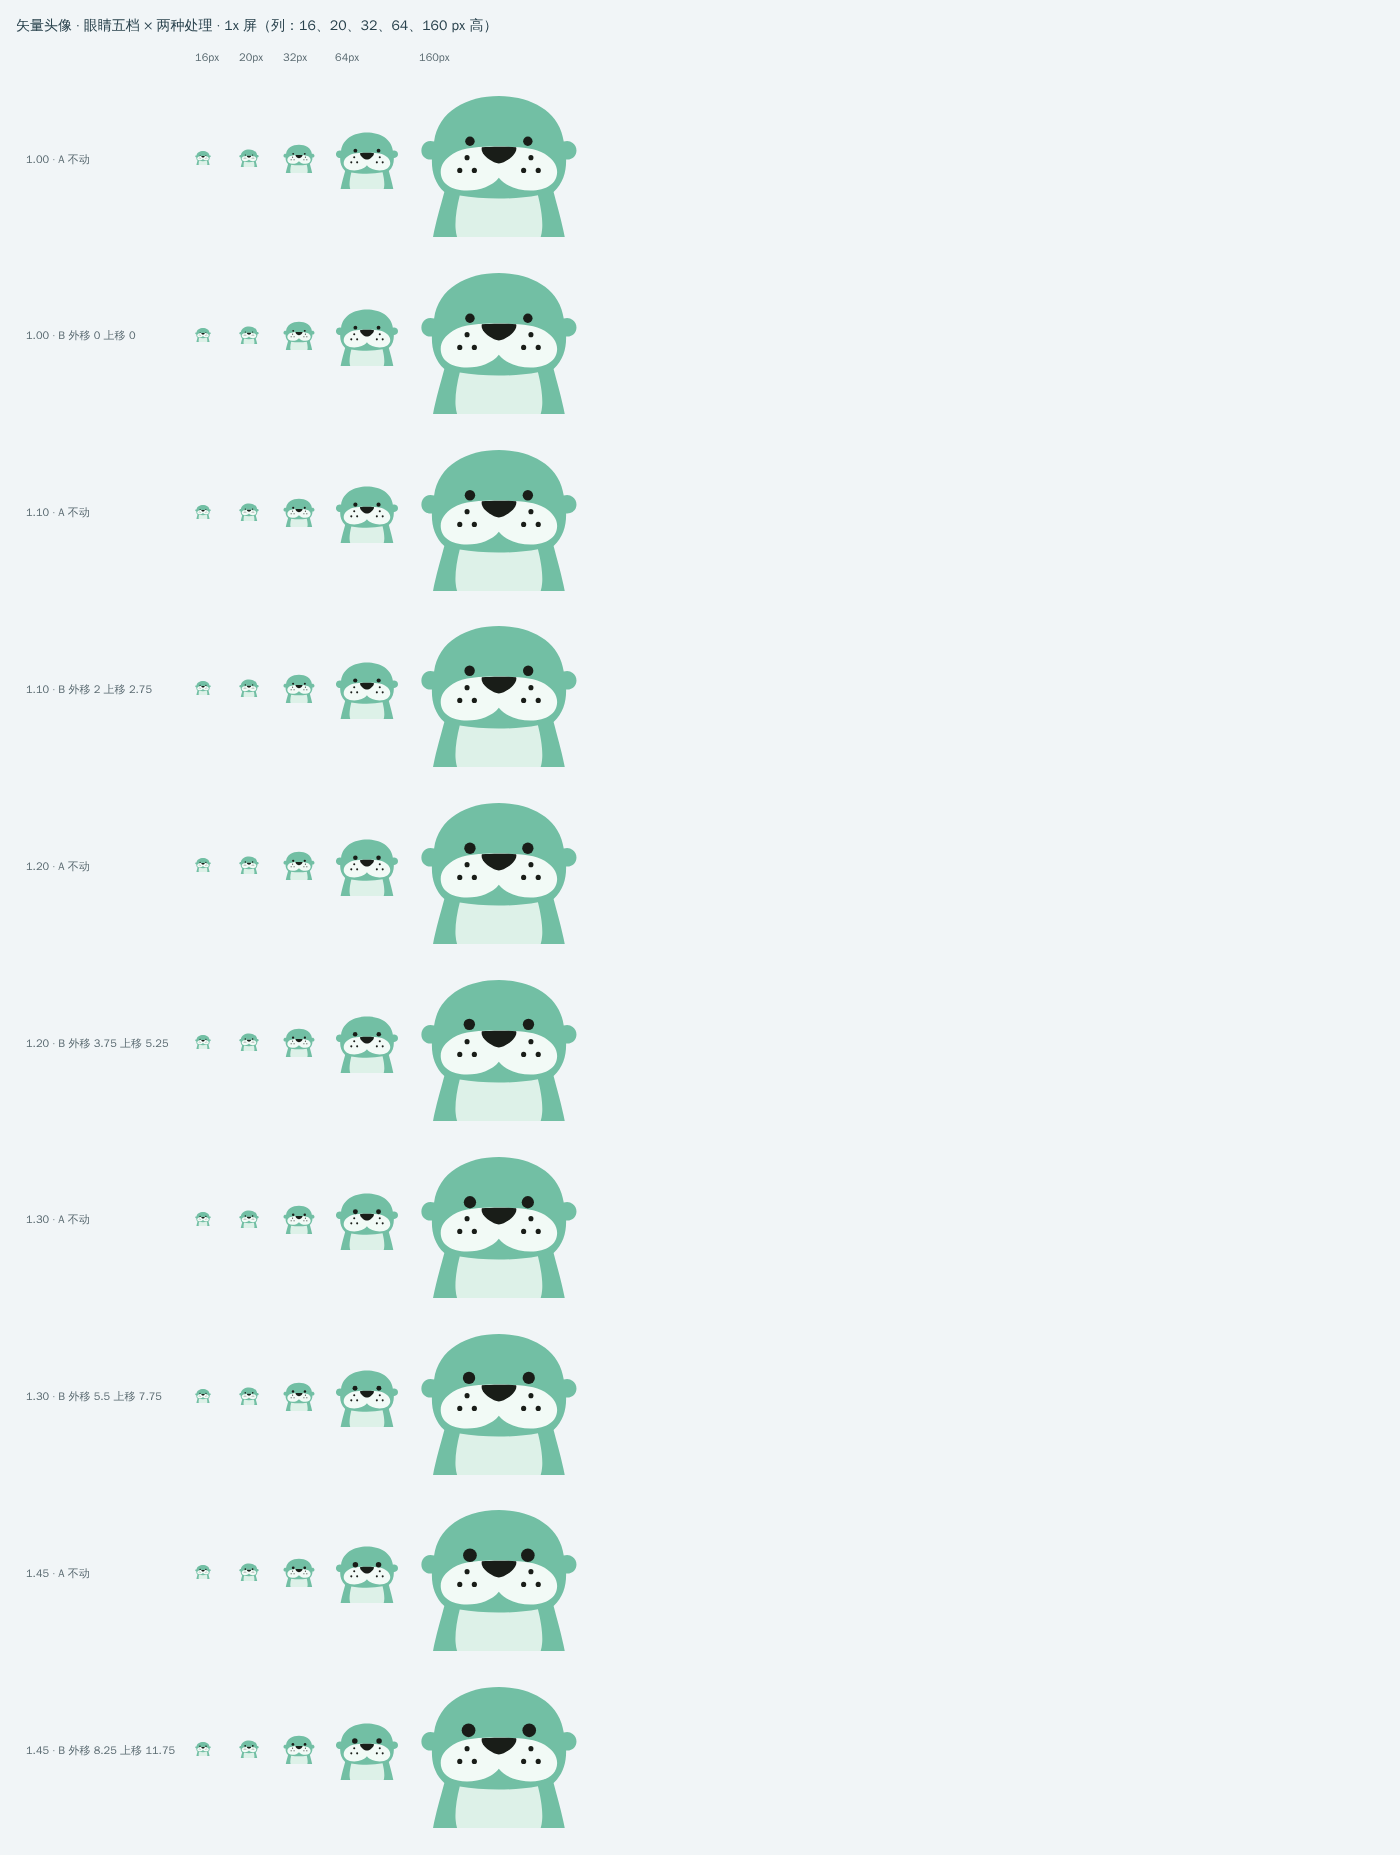 矢量头像 · 眼睛五档 × 两种处理 · 1x 屏（列：16、20、32、64、160 px 高）
16px 20px 32px 64px 160px
1.00 · A 不动
1.00 · B 外移 0 上移 0
1.10 · A 不动
1.10 · B 外移 2 上移 2.75
1.20 · A 不动
1.20 · B 外移 3.75 上移 5.25
1.30 · A 不动
1.30 · B 外移 5.5 上移 7.75
1.45 · A 不动
1.45 · B 外移 8.25 上移 11.75